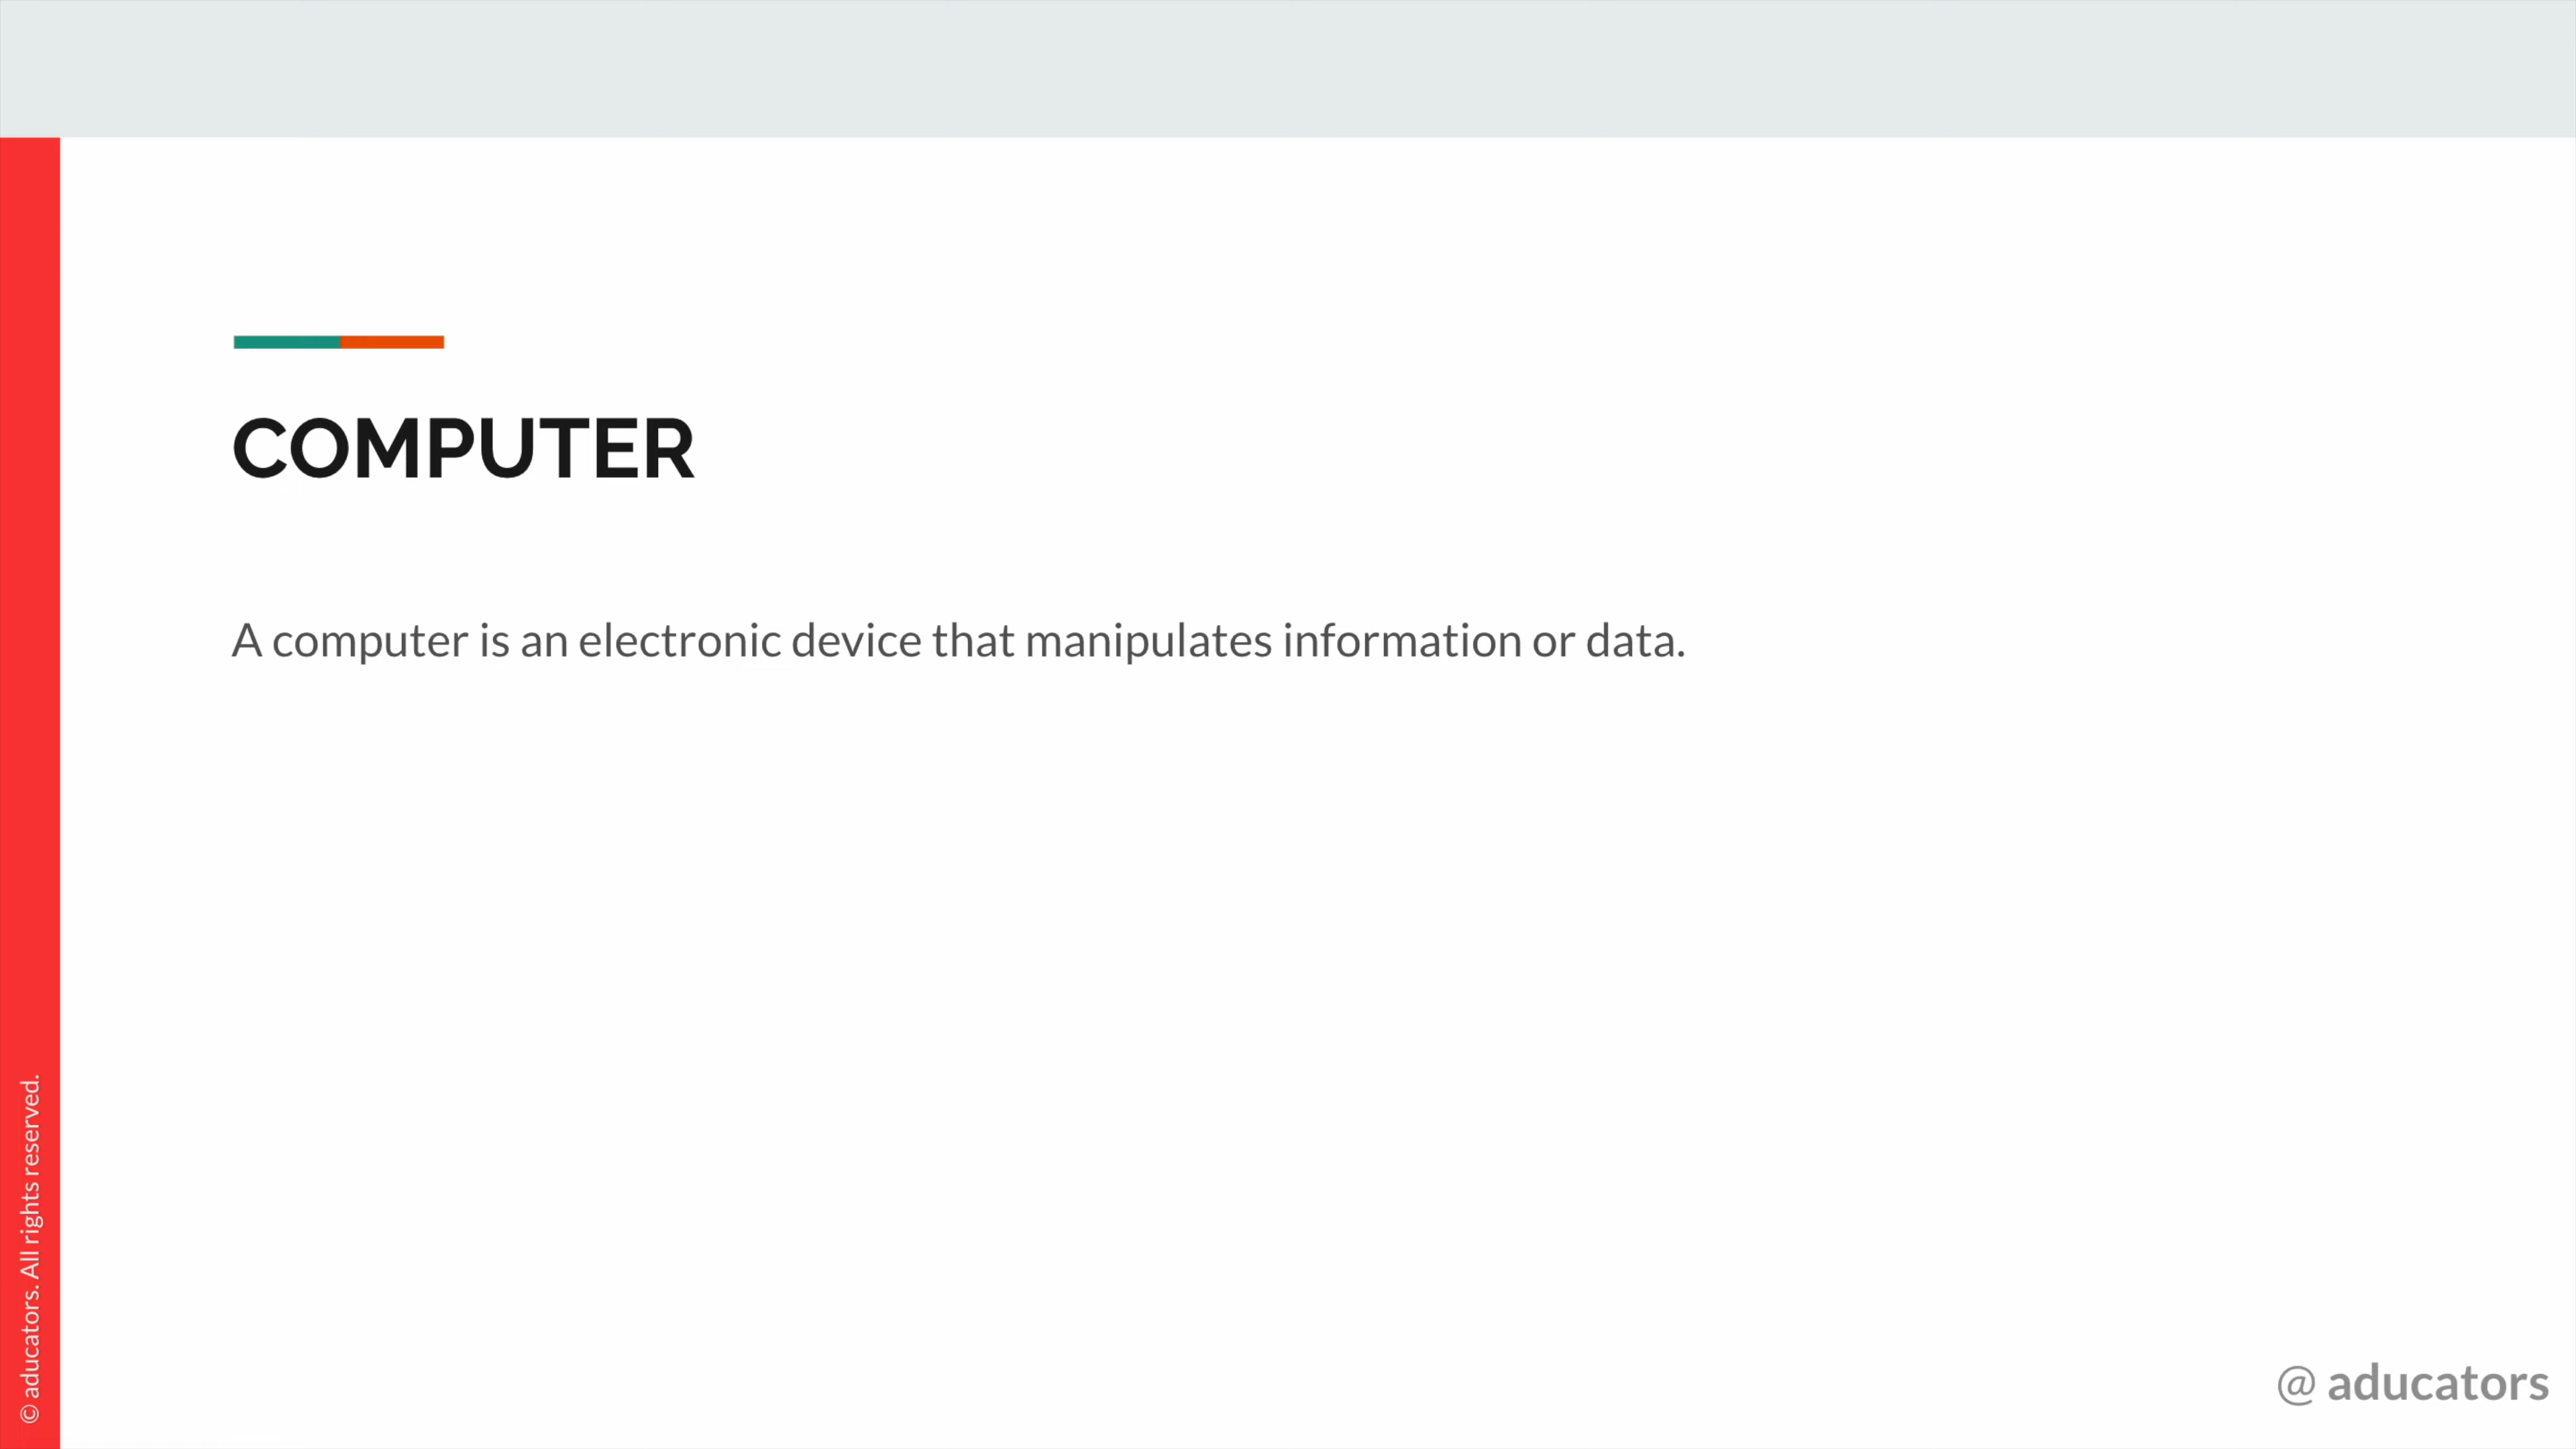 COMPUTER
A computer is an electronic device that manipulates information or data.
© aducators. All rights reserved.
@ aducators